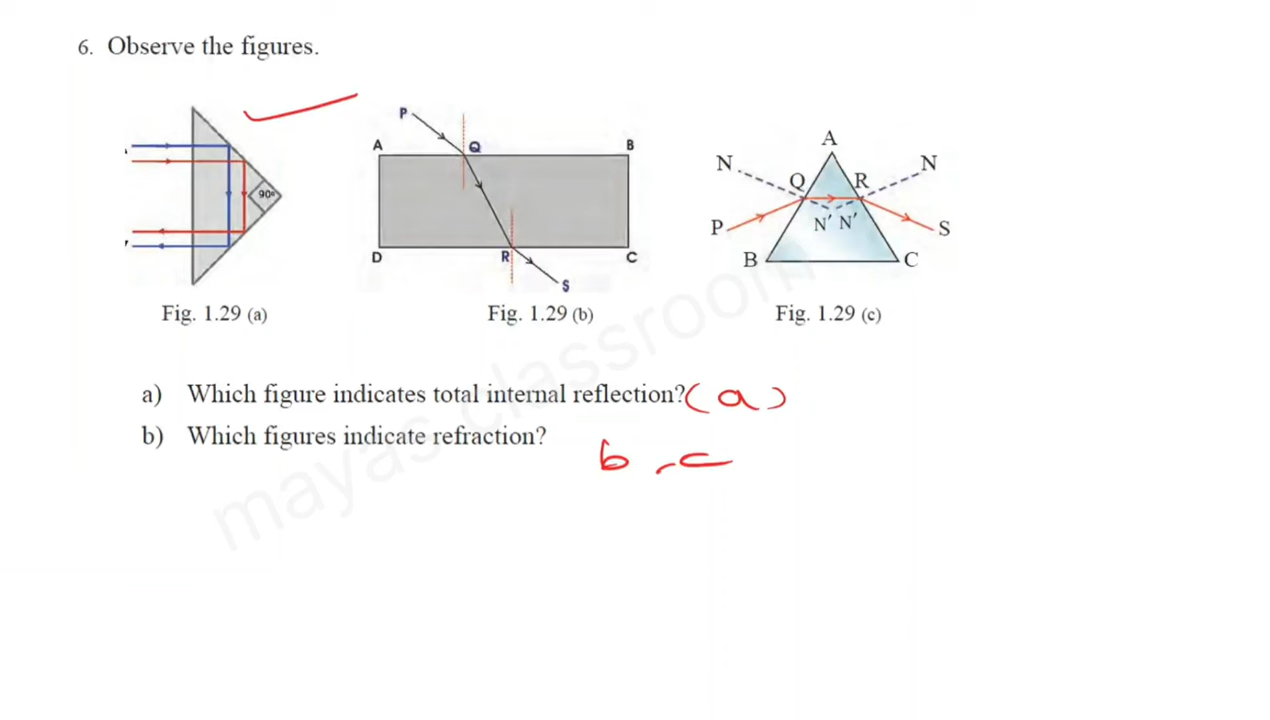 6. Observe the figures.
90°
P
A
Q
B
D
R
C
S
A
N
N
Q
R
P
N' N'
S
B
C
Fig. 1.29 (a)
Fig. 1.29 (b)
Fig. 1.29 (c)
a) Which figure indicates total internal reflection? (a)
b) Which figures indicate refraction?
b, c
mayas classroom